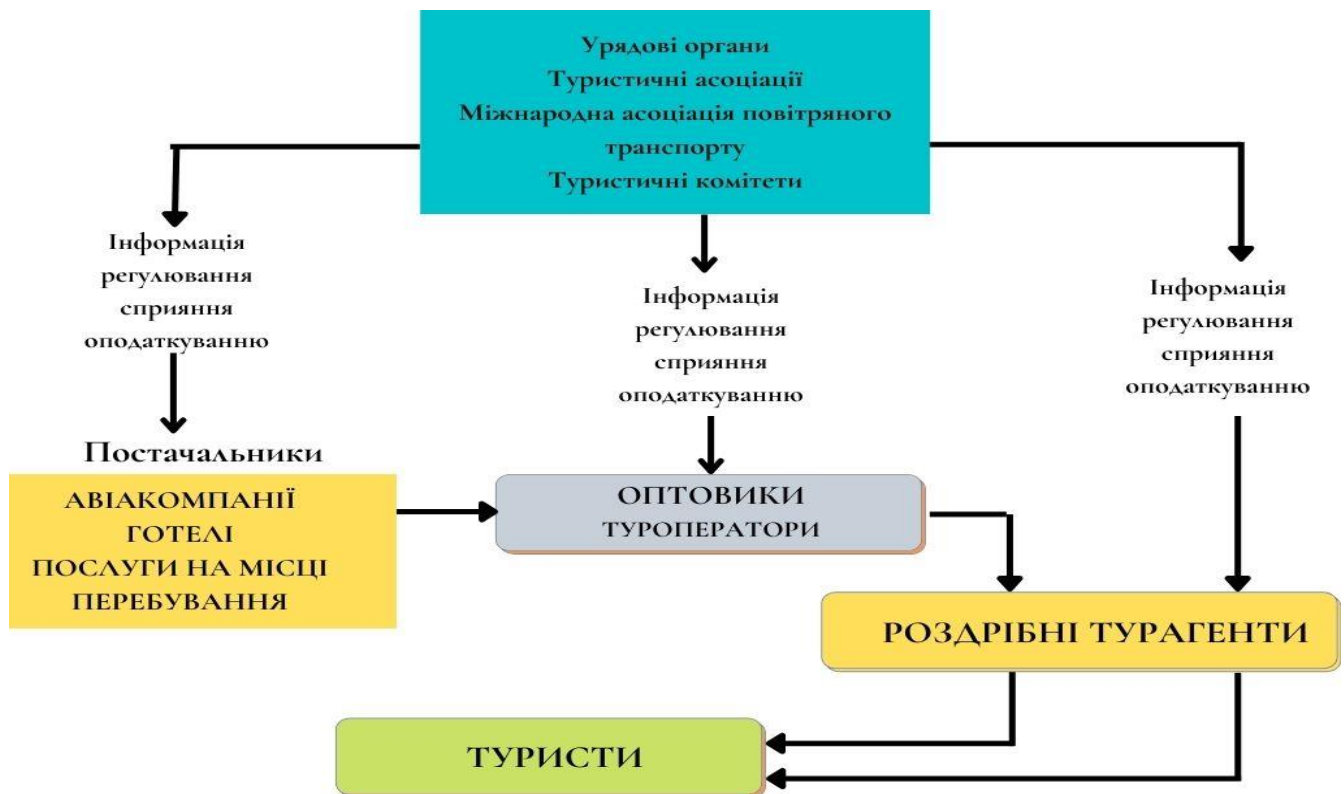 Урядові органи
Туристичні асоціації
Міжнародна асоціація повітряного
транспорту
Туристичні комітети
Інформація
регулювання
сприяння
оподаткуванню
Інформація
регулювання
сприяння
оподаткуванню
Інформація
регулювання
сприяння
оподаткуванню
Постачальники
АВІАКОМПАНІЇ
ГОТЕЛІ
ПОСЛУГИ НА МІСЦІ
ПЕРЕБУВАННЯ
ОПТОВИКИ
ТУРОПЕРАТОРИ
РОЗДРІБНІ ТУРАГЕНТИ
ТУРИСТИ